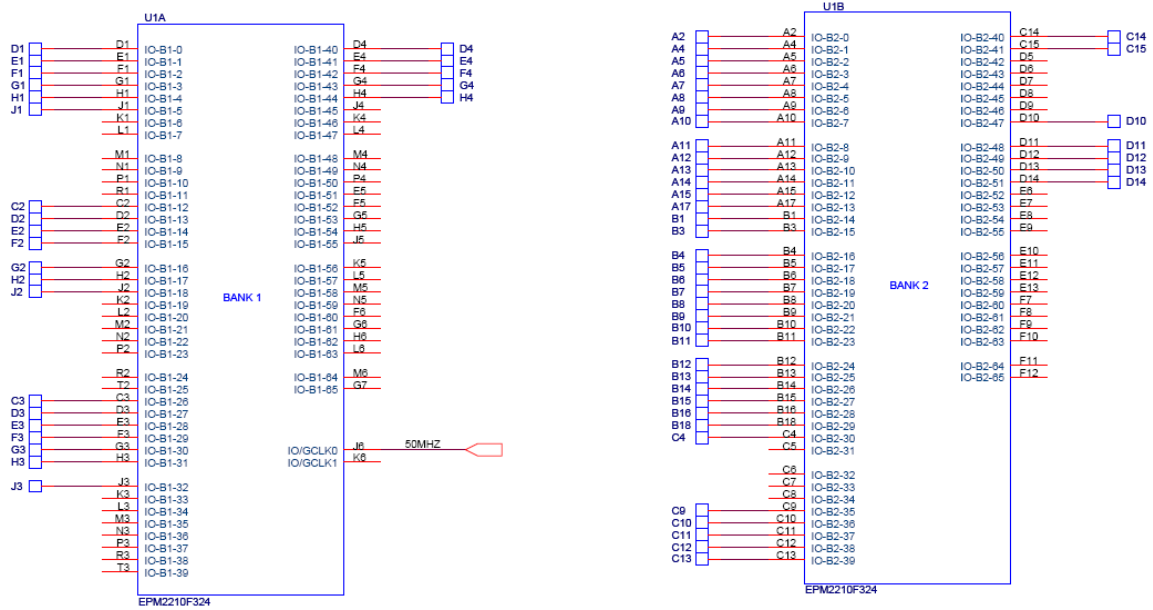 U1A
D1 D1 IO-B1-0 IO-B1-40 D4 D4
E1 E1 IO-B1-1 IO-B1-41 E4 E4
F1 F1 IO-B1-2 IO-B1-42 F4 F4
G1 G1 IO-B1-3 IO-B1-43 G4 G4
H1 H1 IO-B1-4 IO-B1-44 H4 H4
J1 J1 IO-B1-5 IO-B1-45 J4
K1 IO-B1-6 IO-B1-46 K4
L1 IO-B1-7 IO-B1-47 L4
M1 IO-B1-8 IO-B1-48 M4
N1 IO-B1-9 IO-B1-49 N4
P1 IO-B1-10 IO-B1-50 P4
R1 IO-B1-11 IO-B1-51 E5
C2 C2 IO-B1-12 IO-B1-52 F5
D2 D2 IO-B1-13 IO-B1-53 G5
E2 E2 IO-B1-14 IO-B1-54 H5
F2 F2 IO-B1-15 IO-B1-55 J5
G2 G2 IO-B1-16 IO-B1-56 K5
H2 H2 IO-B1-17 IO-B1-57 L5
J2 J2 IO-B1-18 IO-B1-58 M5
BANK 1
K2 IO-B1-19 IO-B1-59 N5
L2 IO-B1-20 IO-B1-60 F6
M2 IO-B1-21 IO-B1-61 G6
N2 IO-B1-22 IO-B1-62 H6
P2 IO-B1-23 IO-B1-63 L6
R2 IO-B1-24 IO-B1-64 M6
T2 IO-B1-25 IO-B1-65 G7
C3 C3 IO-B1-26
D3 D3 IO-B1-27
E3 E3 IO-B1-28
F3 F3 IO-B1-29
G3 G3 IO-B1-30 IO/GCLK0 J6 50MHZ
H3 H3 IO-B1-31 IO/GCLK1 K6
J3 J3 IO-B1-32
K3 IO-B1-33
L3 IO-B1-34
M3 IO-B1-35
N3 IO-B1-36
P3 IO-B1-37
R3 IO-B1-38
T3 IO-B1-39
EPM2210F324
U1B
A2 A2 IO-B2-0 IO-B2-40 C14 C14
A4 A4 IO-B2-1 IO-B2-41 C15 C15
A5 A5 IO-B2-2 IO-B2-42 D5
A6 A6 IO-B2-3 IO-B2-43 D6
A7 A7 IO-B2-4 IO-B2-44 D7
A8 A8 IO-B2-5 IO-B2-45 D8
A9 A9 IO-B2-6 IO-B2-46 D9
A10 A10 IO-B2-7 IO-B2-47 D10 D10
A11 A11 IO-B2-8 IO-B2-48 D11 D11
A12 A12 IO-B2-9 IO-B2-49 D12 D12
A13 A13 IO-B2-10 IO-B2-50 D13 D13
A14 A14 IO-B2-11 IO-B2-51 D14 D14
A15 A15 IO-B2-12 IO-B2-52 E6
A17 A17 IO-B2-13 IO-B2-53 E7
B1 B1 IO-B2-14 IO-B2-54 E8
B3 B3 IO-B2-15 IO-B2-55 E9
B4 B4 IO-B2-16 IO-B2-56 E10
B5 B5 IO-B2-17 IO-B2-57 E11
B6 B6 IO-B2-18 IO-B2-58 E12
BANK 2
B7 B7 IO-B2-19 IO-B2-59 E13
B8 B8 IO-B2-20 IO-B2-60 F7
B9 B9 IO-B2-21 IO-B2-61 F8
B10 B10 IO-B2-22 IO-B2-62 F9
B11 B11 IO-B2-23 IO-B2-63 F10
B12 B12 IO-B2-24 IO-B2-64 F11
B13 B13 IO-B2-25 IO-B2-65 F12
B14 B14 IO-B2-26
B15 B15 IO-B2-27
B16 B16 IO-B2-28
B18 B18 IO-B2-29
C4 C4 IO-B2-30
C5 IO-B2-31
C6 IO-B2-32
C7 IO-B2-33
C8 IO-B2-34
C9 C9 IO-B2-35
C10 C10 IO-B2-36
C11 C11 IO-B2-37
C12 C12 IO-B2-38
C13 C13 IO-B2-39
EPM2210F324